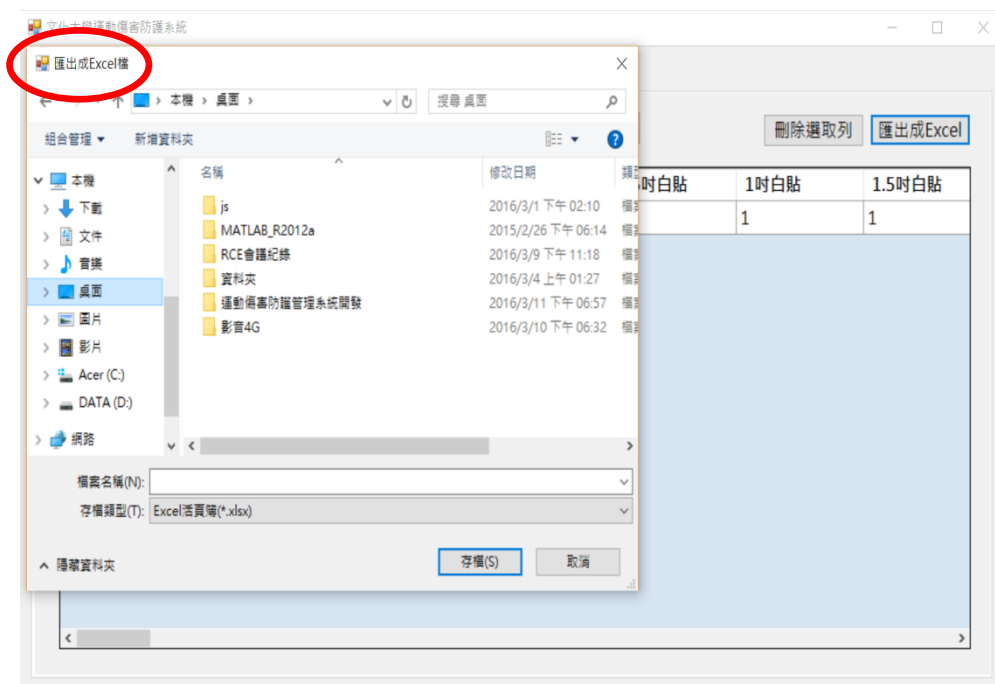 文化大學運動傷害防護系統
匯出成Excel檔
本機 › 桌面 ›
搜尋 桌面
組合管理
新增資料夾
刪除選取列
匯出成Excel
名稱
修改日期
吋白貼
1吋白貼
1.5吋白貼
1
1
本機
下載
文件
音樂
桌面
圖片
影片
Acer (C:)
DATA (D:)
網路
js
2016/3/1 下午 02:10
MATLAB_R2012a
2015/2/26 下午 06:14
RCE會議紀錄
2016/3/9 下午 11:18
資料夾
2016/3/4 上午 01:27
運動傷害防護管理系統開發
2016/3/11 下午 06:57
影音4G
2016/3/10 下午 06:32
檔案名稱(N):
存檔類型(T):
Excel活頁簿(*.xlsx)
隱藏資料夾
存檔(S)
取消